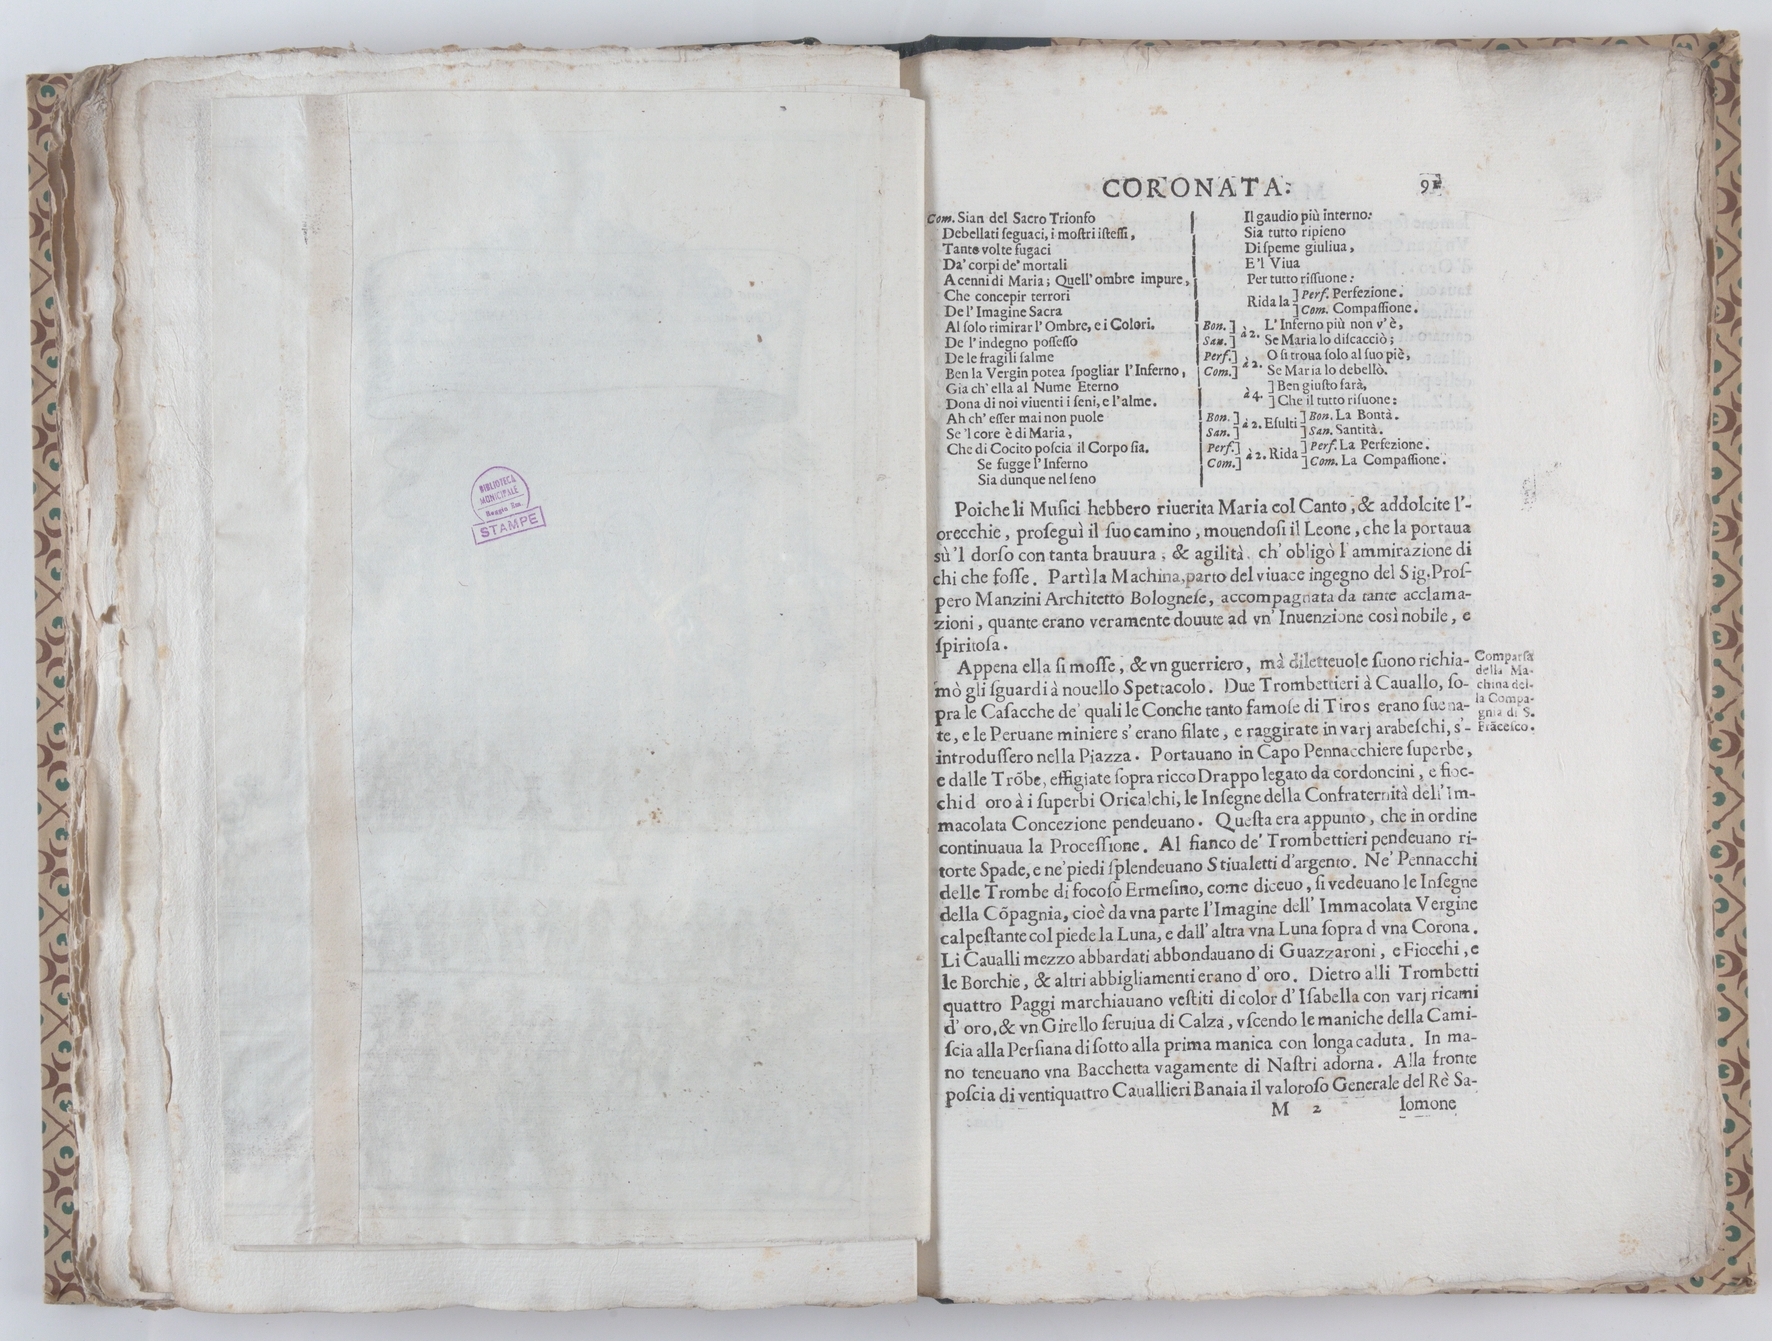 BIBLIOTECA
MUNICIPALE
Reggio Em.
STAMPE
CORONATA.
91
Com. Sian del Sacro Trionfo
Debellati ſeguaci, i moſtri iſteſſi,
Tante volte fugaci
Da' corpi de' mortali
A cenni di Maria; Quell' ombre impure,
Che concepir terrori
De l' Imagine Sacra
Al ſolo rimirar l' Ombre, e i Colori.
De l' indegno poſſeſſo
De le fragili ſalme
Ben la Vergin potea ſpogliar l' Inferno,
Gia ch' ella al Nume Eterno
Dona di noi viuenti i ſeni, e l'alme.
Ah ch' eſſer mai non puole
Se 'l core è di Maria,
Che di Cocito poſcia il Corpo ſia.
Se fugge l' Inferno
Sia dunque nel ſeno
Il gaudio più interno:
Sia tutto ripieno
Di ſpeme giuliua,
E'l Viua
Per tutto riſſuone:
Rida la ] Perf. Perfezione.
] Com. Compaſſione.
Bon. ] à 2. L' Inferno più non v' è,
San. ] Se Maria lo diſcacciò;
Perf. ] à 2. O ſi troua ſolo al ſuo piè,
Com. ] Se Maria lo debellò.
à 4. ] Ben giuſto farà,
] Che il tutto riſuone:
Bon. ] à 2. Eſulti ] Bon. La Bontà.
San. ] ] San. Santità.
Perf. ] à 2. Rida ] Perf. La Perfezione.
Com. ] ] Com. La Compaſſione.
Poiche li Muſici hebbero riuerita Maria col Canto, & addolcite l'-
orecchie, proſeguì il ſuo camino, mouendoſi il Leone, che la portaua
sù 'l dorſo con tanta brauura, & agilità, ch' obligò l' ammirazione di
chi che foſſe. Partì la Machina, parto del viuace ingegno del Sig. Proſ-
pero Manzini Architetto Bologneſe, accompagnata da tante acclama-
zioni, quante erano veramente douute ad vn' Inuenzione così nobile, e
ſpiritoſa.
Appena ella ſi moſſe, & vn guerriero, mà diletteuole ſuono richia-
mò gli ſguardi à nouello Spettacolo. Due Trombettieri à Cauallo, ſo-
pra le Caſacche de' quali le Conche tanto famoſe di Tiro s' erano ſuena-
te, e le Peruane miniere s' erano filate, e raggirate in varj arabeſchi, s'-
introduſſero nella Piazza. Portauano in Capo Pennacchiere ſuperbe,
e dalle Trõbe, effigiate ſopra ricco Drappo legato da cordoncini, e fioc-
chi d' oro à i ſuperbi Oricalchi, le Inſegne della Confraternità dell' Im-
macolata Concezione pendeuano. Queſta era appunto, che in ordine
continuaua la Proceſſione. Al fianco de' Trombettieri pendeuano ri-
torte Spade, e ne' piedi ſplendeuano Stiualetti d'argento. Ne' Pennacchi
delle Trombe di focoſo Ermeſino, come diceuo, ſi vedeuano le Inſegne
della Cõpagnia, cioè da vna parte l'Imagine dell' Immacolata Vergine
calpeſtante col piede la Luna, e dall' altra vna Luna ſopra d' vna Corona.
Li Caualli mezzo abbardati abbondauano di Guazzaroni, e Fiocchi, e
le Borchie, & altri abbigliamenti erano d' oro. Dietro alli Trombetti
quattro Paggi marchiauano veſtiti di color d' Iſabella con varj ricami
d' oro, & vn Girello ſeruiua di Calza, vſcendo le maniche della Cami-
ſcia alla Perſiana di ſotto alla prima manica con longa caduta. In ma-
no teneuano vna Bacchetta vagamente di Naſtri adorna. Alla fronte
poſcia di ventiquattro Cauallieri Banaia il valoroſo Generale del Rè Sa-
M 2
lomone
Comparſa
della Ma-
china del-
la Compa-
gnia di S.
Frãceſco.